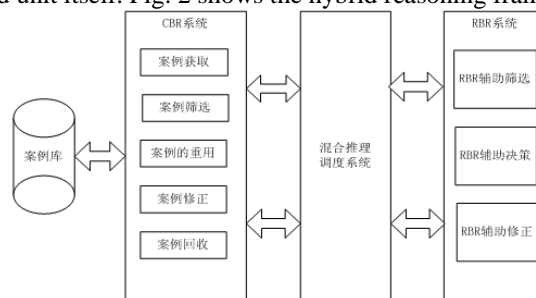 d unit itself. Fig. 2 shows the hybrid reasoning fram
CBR系统
RBR系统
案例获取
案例筛选
案例的重用
案例修正
案例回收
案例库
混合推理
调度系统
RBR辅助筛选
RBR辅助决策
RBR辅助修正